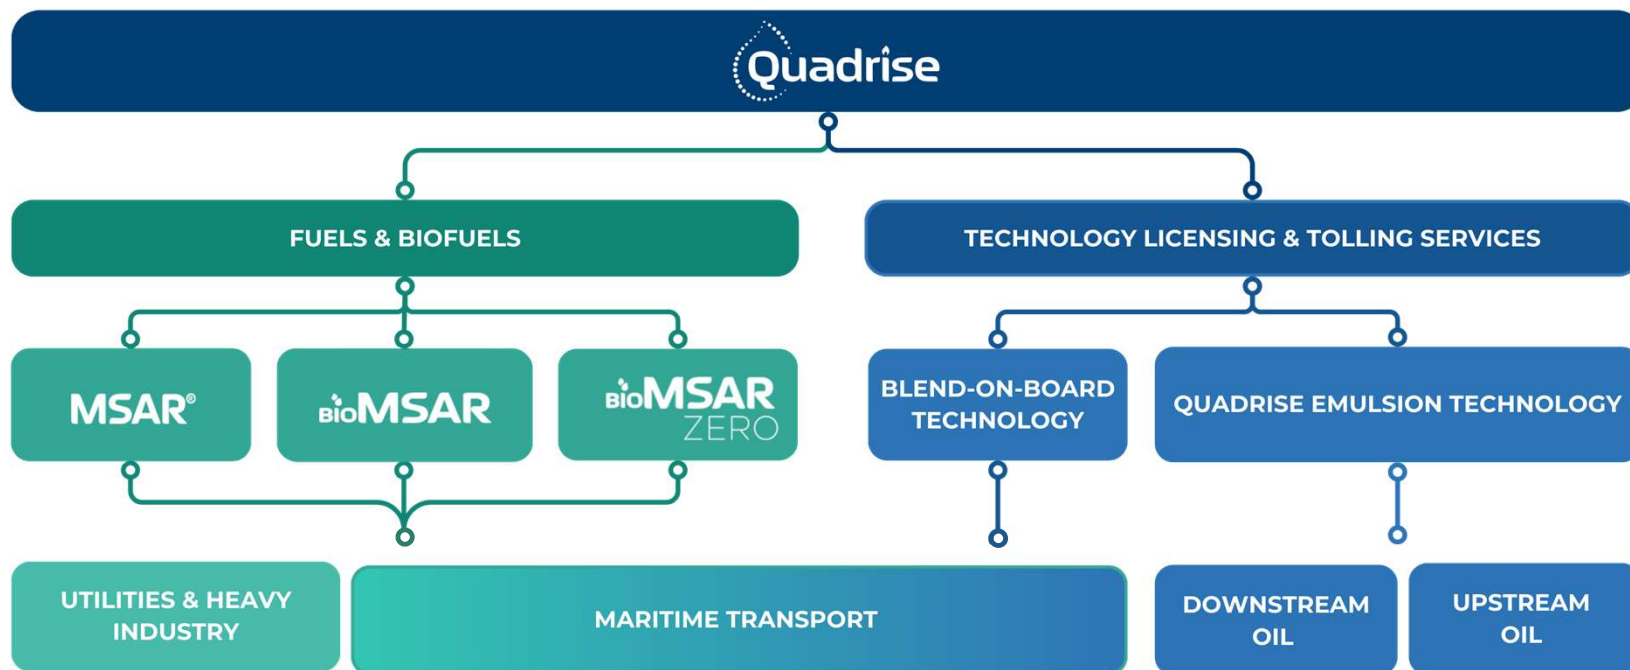 Quadrise
FUELS & BIOFUELS
TECHNOLOGY LICENSING & TOLLING SERVICES
MSAR®
BioMSAR
BioMSAR
ZERO
BLEND-ON-BOARD
TECHNOLOGY
QUADRISE EMULSION TECHNOLOGY
UTILITIES & HEAVY
INDUSTRY
MARITIME TRANSPORT
DOWNSTREAM
OIL
UPSTREAM
OIL